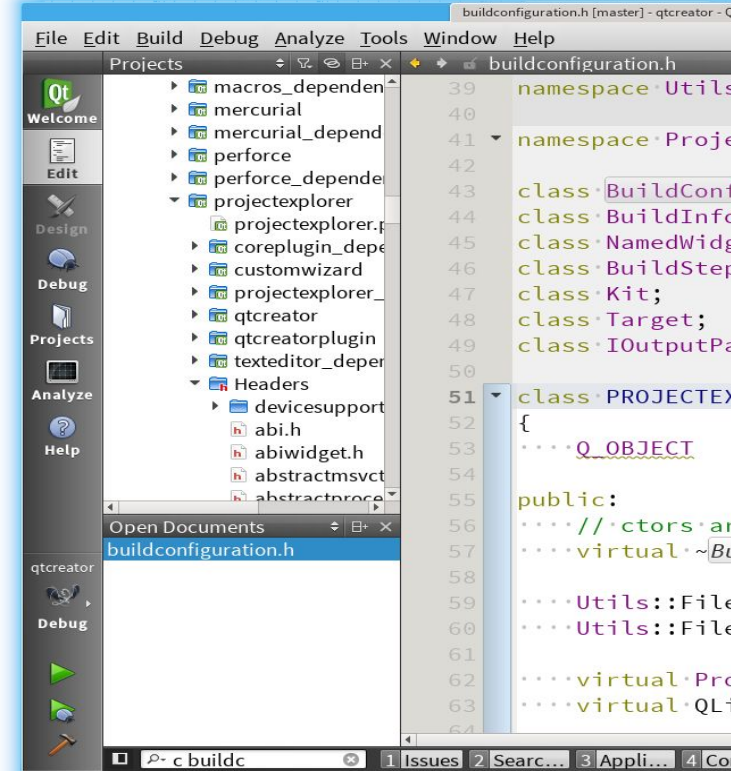 buildconfiguration.h [master] - qtcreator - Q
File Edit Build Debug Analyze Tools Window Help
Projects
buildconfiguration.h
Qt
Welcome
Edit
Design
Debug
Projects
Analyze
Help
qtcreator
Debug
macros_dependen
mercurial
mercurial_depend
perforce
perforce_depende
projectexplorer
projectexplorer.p
coreplugin_depe
customwizard
projectexplorer_
qtcreator
qtcreatorplugin
texteditor_deper
Headers
devicesupport
abi.h
abiwidget.h
abstractmsvct
abstractproce
Open Documents
buildconfiguration.h
39 namespace Utils
40
41 namespace Proje
42
43 class BuildConf
44 class BuildInfo
45 class NamedWidg
46 class BuildStep
47 class Kit;
48 class Target;
49 class IOutputPa
50
51 class PROJECTEX
52 {
53 ····Q_OBJECT
54
55 public:
56 ····// ctors ar
57 ····virtual ~Bu
58
59 ····Utils::File
60 ····Utils::File
61
62 ····virtual Pro
63 ····virtual QLi
64
c buildc
1 Issues 2 Searc... 3 Appli... 4 Co